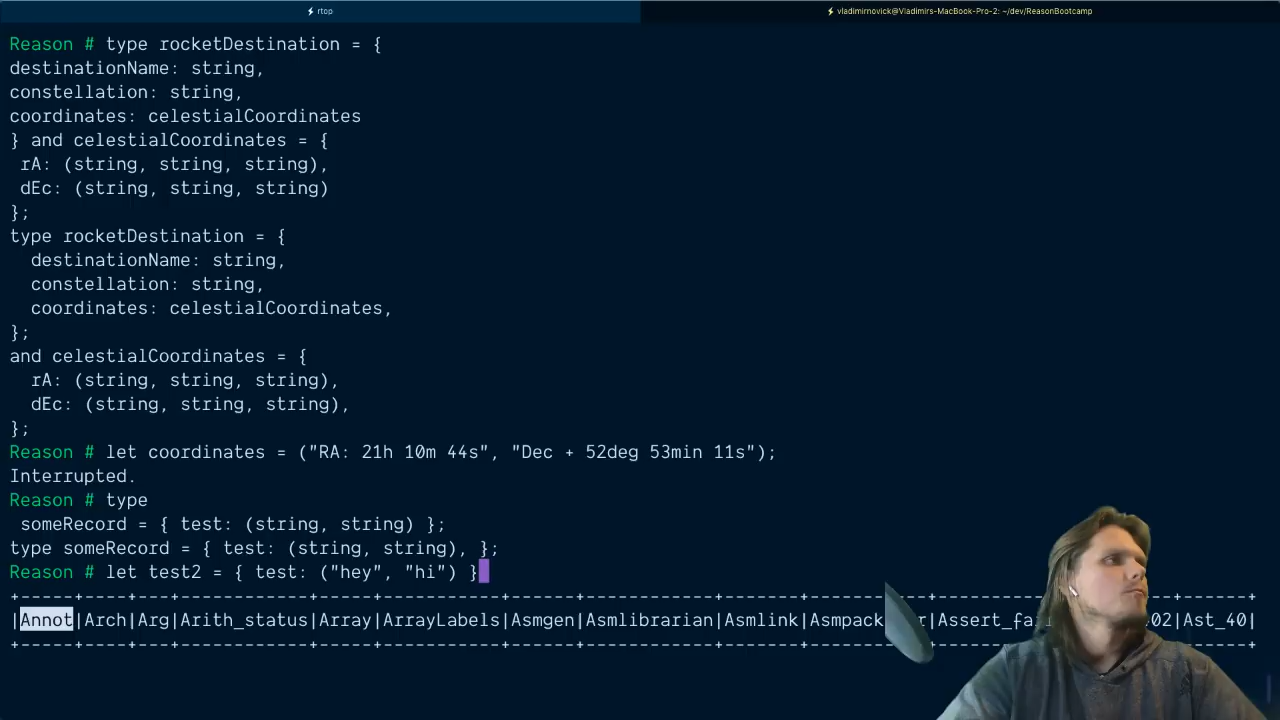 ⚡ rtop
⚡ vladimirnovick@Vladimirs-MacBook-Pro-2: ~/dev/ReasonBootcamp
Reason # type rocketDestination = {
destinationName: string,
constellation: string,
coordinates: celestialCoordinates
} and celestialCoordinates = {
 rA: (string, string, string),
 dEc: (string, string, string)
};
type rocketDestination = {
  destinationName: string,
  constellation: string,
  coordinates: celestialCoordinates,
};
and celestialCoordinates = {
  rA: (string, string, string),
  dEc: (string, string, string),
};
Reason # let coordinates = ("RA: 21h 10m 44s", "Dec + 52deg 53min 11s");
Interrupted.
Reason # type
 someRecord = { test: (string, string) };
type someRecord = { test: (string, string), };
Reason # let test2 = { test: ("hey", "hi") }
|Annot|Arch|Arg|Arith_status|Array|ArrayLabels|Asmgen|Asmlibrarian|Asmlink|Asmpack r|Assert_fa 02|Ast_40|